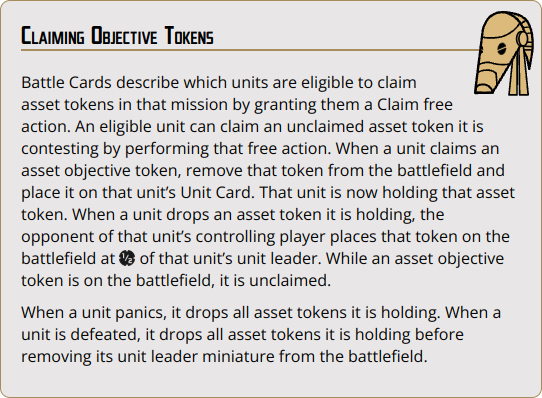 Claiming Objective Tokens
Battle Cards describe which units are eligible to claim
asset tokens in that mission by granting them a Claim free
action. An eligible unit can claim an unclaimed asset token it is
contesting by performing that free action. When a unit claims an
asset objective token, remove that token from the battlefield and
place it on that unit’s Unit Card. That unit is now holding that asset
token. When a unit drops an asset token it is holding, the
opponent of that unit’s controlling player places that token on the
battlefield at ½ of that unit’s unit leader. While an asset objective
token is on the battlefield, it is unclaimed.
When a unit panics, it drops all asset tokens it is holding. When a
unit is defeated, it drops all asset tokens it is holding before
removing its unit leader miniature from the battlefield.